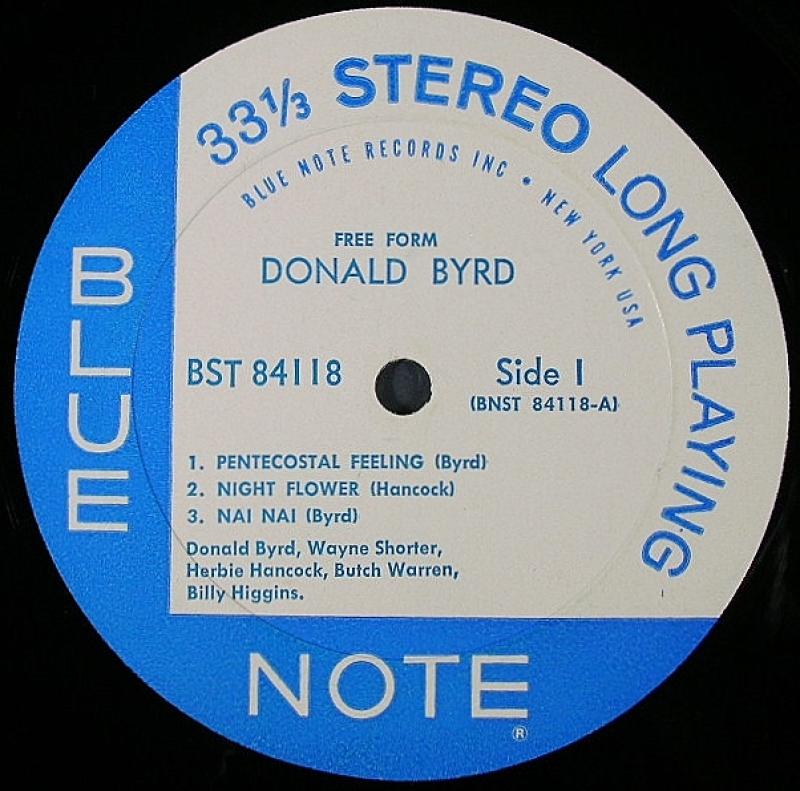 33⅓ STEREO LONG PLAYING
BLUE NOTE RECORDS INC • NEW YORK USA
FREE FORM
DONALD BYRD
BST 84118
Side 1
(BNST 84118-A)
1. PENTECOSTAL FEELING (Byrd)
2. NIGHT FLOWER (Hancock)
3. NAI NAI (Byrd)
Donald Byrd, Wayne Shorter,
Herbie Hancock, Butch Warren,
Billy Higgins.
BLUE
NOTE
®